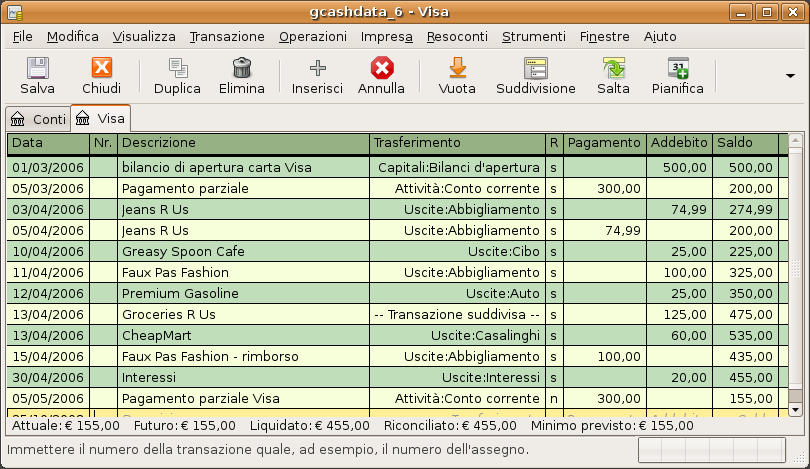 gcashdata_6 - Visa
File Modifica Visualizza Transazione Operazioni Impresa Resoconti Strumenti Finestre Aiuto
Salva Chiudi Duplica Elimina Inserisci Annulla Vuota Suddivisione Salta Pianifica
Conti Visa
Data Nr. Descrizione Trasferimento R Pagamento Addebito Saldo
01/03/2006 bilancio di apertura carta Visa Capitali:Bilanci d'apertura s 500,00 500,00
05/03/2006 Pagamento parziale Attività:Conto corrente s 300,00 200,00
03/04/2006 Jeans R Us Uscite:Abbigliamento s 74,99 274,99
05/04/2006 Jeans R Us Uscite:Abbigliamento s 74,99 200,00
10/04/2006 Greasy Spoon Cafe Uscite:Cibo s 25,00 225,00
11/04/2006 Faux Pas Fashion Uscite:Abbigliamento s 100,00 325,00
12/04/2006 Premium Gasoline Uscite:Auto s 25,00 350,00
13/04/2006 Groceries R Us -- Transazione suddivisa -- s 125,00 475,00
13/04/2006 CheapMart Uscite:Casalinghi s 60,00 535,00
15/04/2006 Faux Pas Fashion - rimborso Uscite:Abbigliamento s 100,00 435,00
30/04/2006 Interessi Uscite:Interessi s 20,00 455,00
05/05/2006 Pagamento parziale Visa Attività:Conto corrente n 300,00 155,00
Attuale: € 155,00 Futuro: € 155,00 Liquidato: € 455,00 Riconciliato: € 455,00 Minimo previsto: € 155,00
Immettere il numero della transazione quale, ad esempio, il numero dell'assegno.